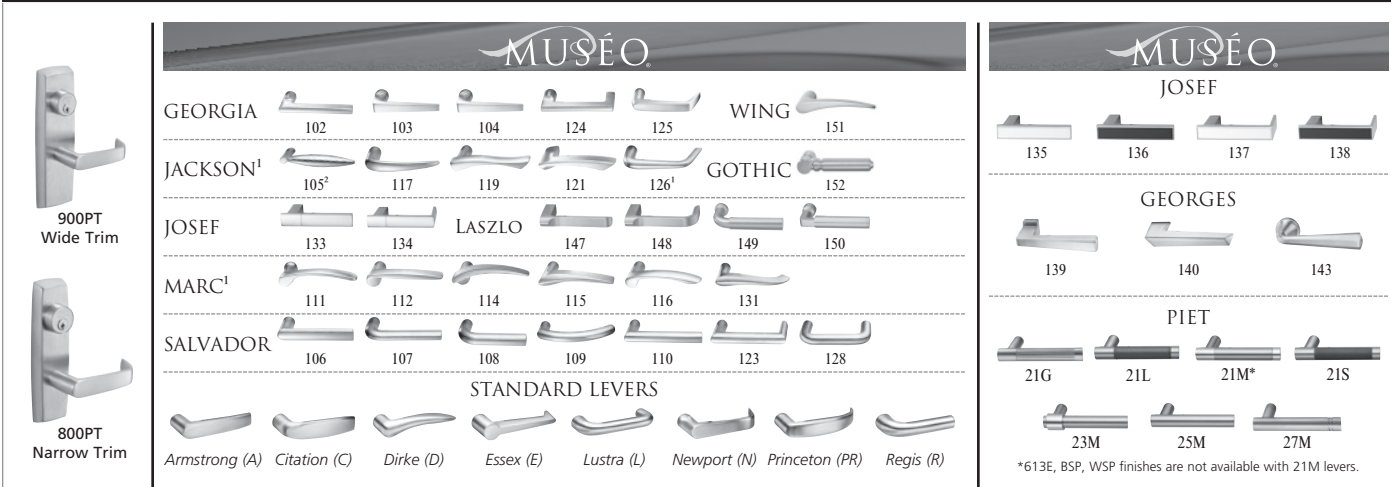 900PT
Wide Trim
800PT
Narrow Trim
MUSÉO®
GEORGIA
102 103 104 124 125
WING
151
JACKSON¹
105² 117 119 121 126¹
GOTHIC
152
JOSEF
133 134
LASZLO
147 148 149 150
MARC¹
111 112 114 115 116 131
SALVADOR
106 107 108 109 110 123 128
STANDARD LEVERS
Armstrong (A) Citation (C) Dirke (D) Essex (E) Lustra (L) Newport (N) Princeton (PR) Regis (R)
MUSÉO®
JOSEF
135 136 137 138
GEORGES
139 140 143
PIET
21G 21L 21M* 21S
23M 25M 27M
*613E, BSP, WSP finishes are not available with 21M levers.